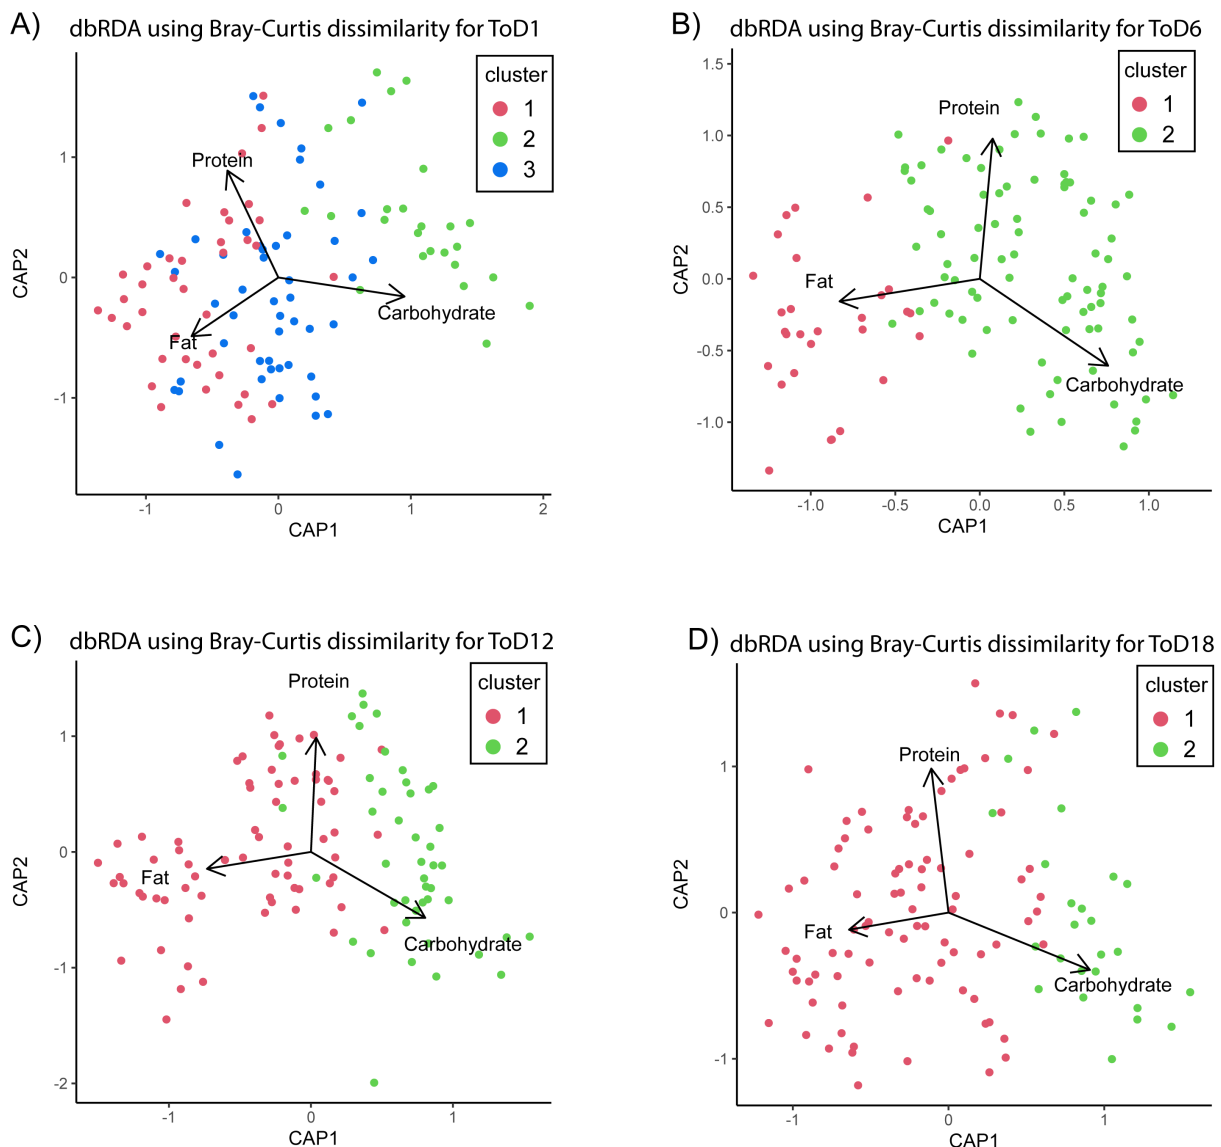 A)
dbRDA using Bray-Curtis dissimilarity for ToD1
cluster
1
2
3
Protein
Fat
Carbohydrate
1
0
-1
CAP2
-1
0
1
2
CAP1
B)
dbRDA using Bray-Curtis dissimilarity for ToD6
cluster
1
2
Protein
Fat
Carbohydrate
1.5
1.0
0.5
0.0
-0.5
-1.0
CAP2
-1.0
-0.5
0.0
0.5
1.0
CAP1
C)
dbRDA using Bray-Curtis dissimilarity for ToD12
cluster
1
2
Protein
Fat
Carbohydrate
1
0
-1
-2
CAP2
-1
0
1
CAP1
D)
dbRDA using Bray-Curtis dissimilarity for ToD18
cluster
1
2
Protein
Fat
Carbohydrate
1
0
-1
CAP2
-1
0
1
CAP1